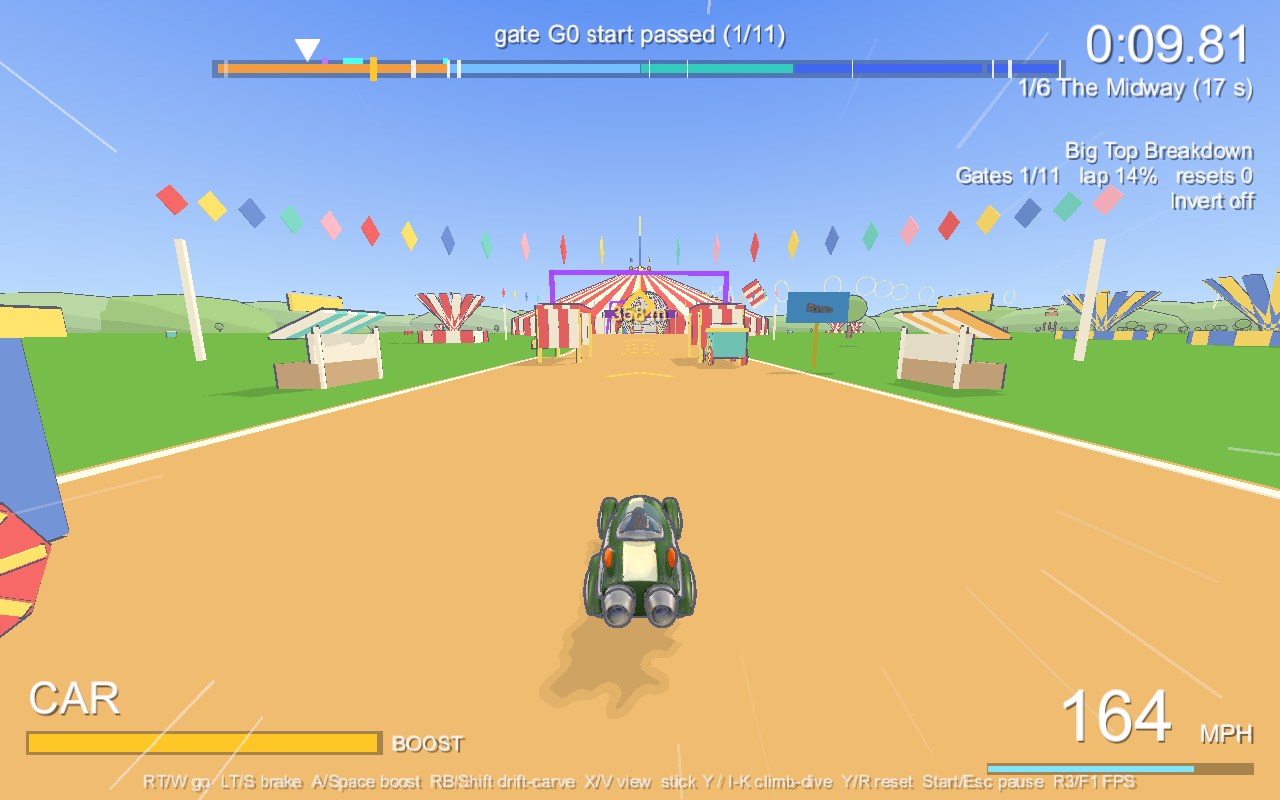 gate G0 start passed (1/11)
0:09.81
1/6 The Midway (17 s)
Big Top Breakdown
Gates 1/11 lap 14% resets 0
Invert off
CAR
BOOST
164 MPH
RT/W go LT/S brake A/Space boost RB/Shift drift-carve X/V view stick Y / I-K climb-dive Y/R reset Start/Esc pause R3/F1 FPS